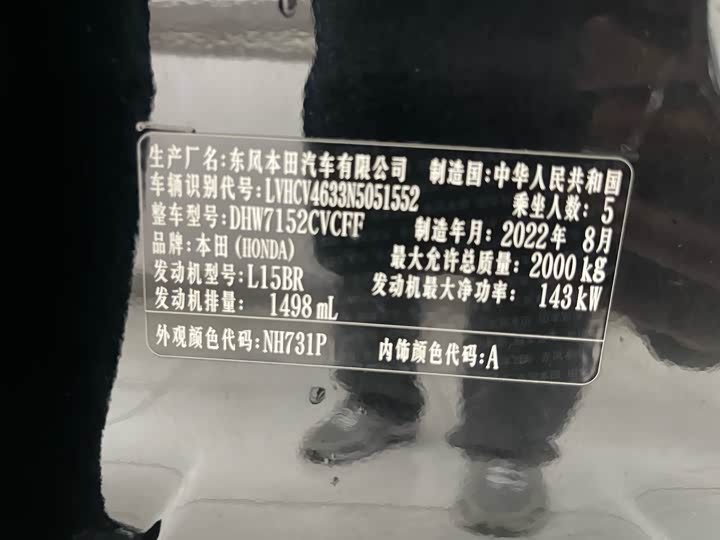 生产厂名:东风本田汽车有限公司 制造国:中华人民共和国
车辆识别代号:LVHCV4633N5051552 乘坐人数: 5
整车型号:DHW7152CVCFF 制造年月: 2022年 8月
品牌:本田(HONDA) 最大允许总质量: 2000 kg
发动机型号:L15BR 发动机最大净功率: 143 kW
发动机排量: 1498 mL
外观颜色代码:NH731P 内饰颜色代码:A